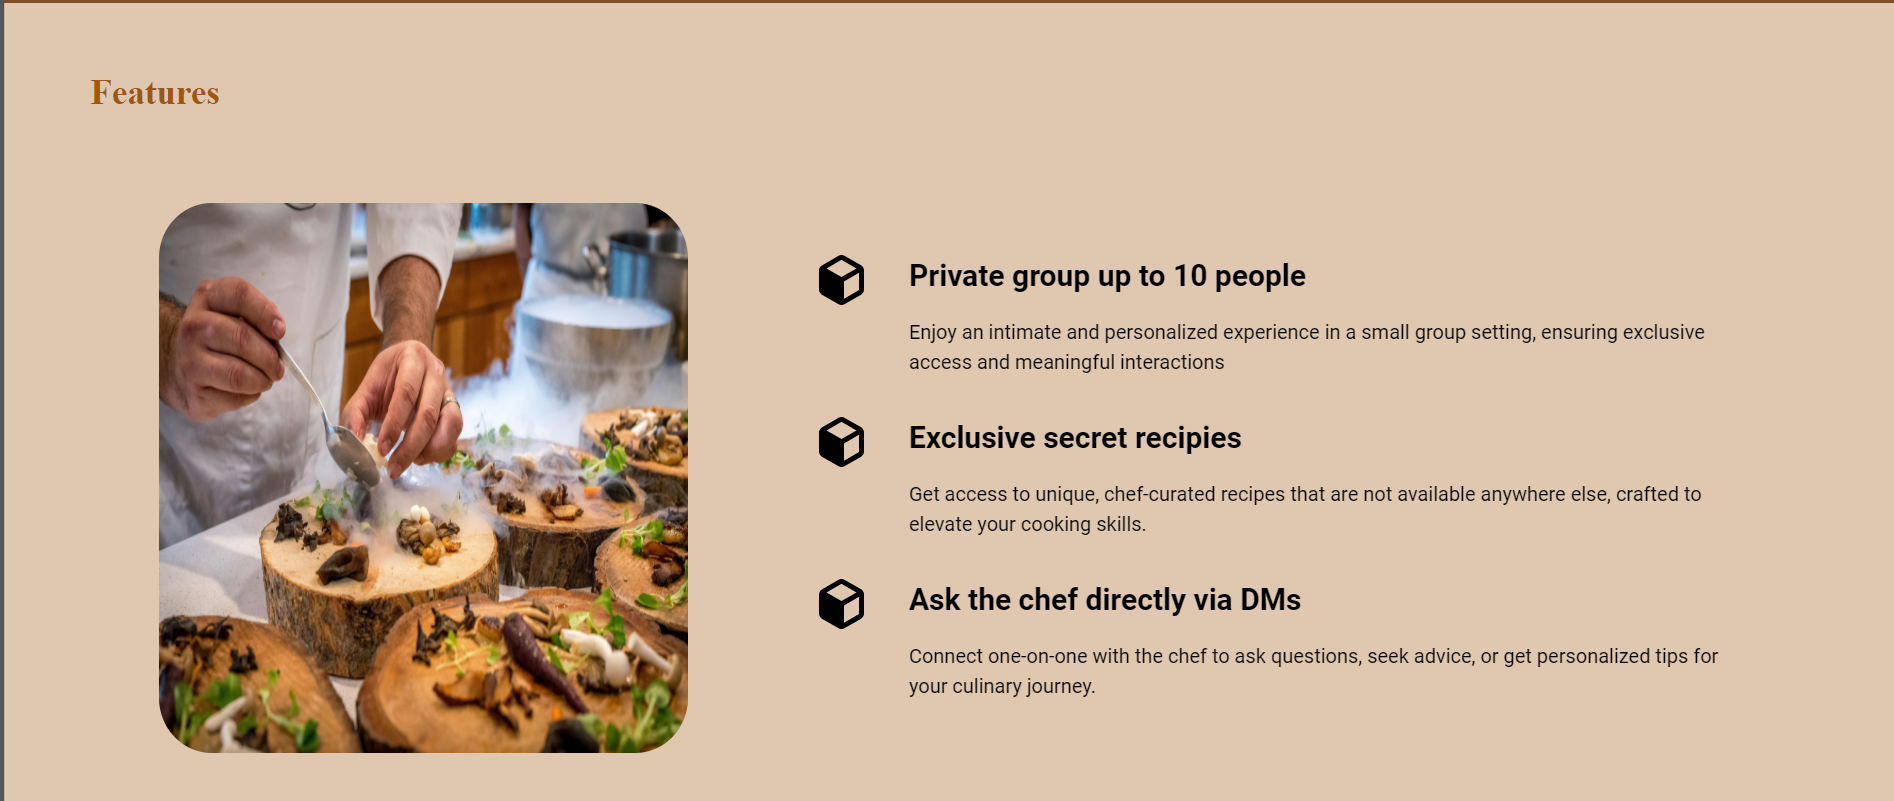 Features
Private group up to 10 people
Enjoy an intimate and personalized experience in a small group setting, ensuring exclusive
access and meaningful interactions
Exclusive secret recipies
Get access to unique, chef-curated recipes that are not available anywhere else, crafted to
elevate your cooking skills.
Ask the chef directly via DMs
Connect one-on-one with the chef to ask questions, seek advice, or get personalized tips for
your culinary journey.